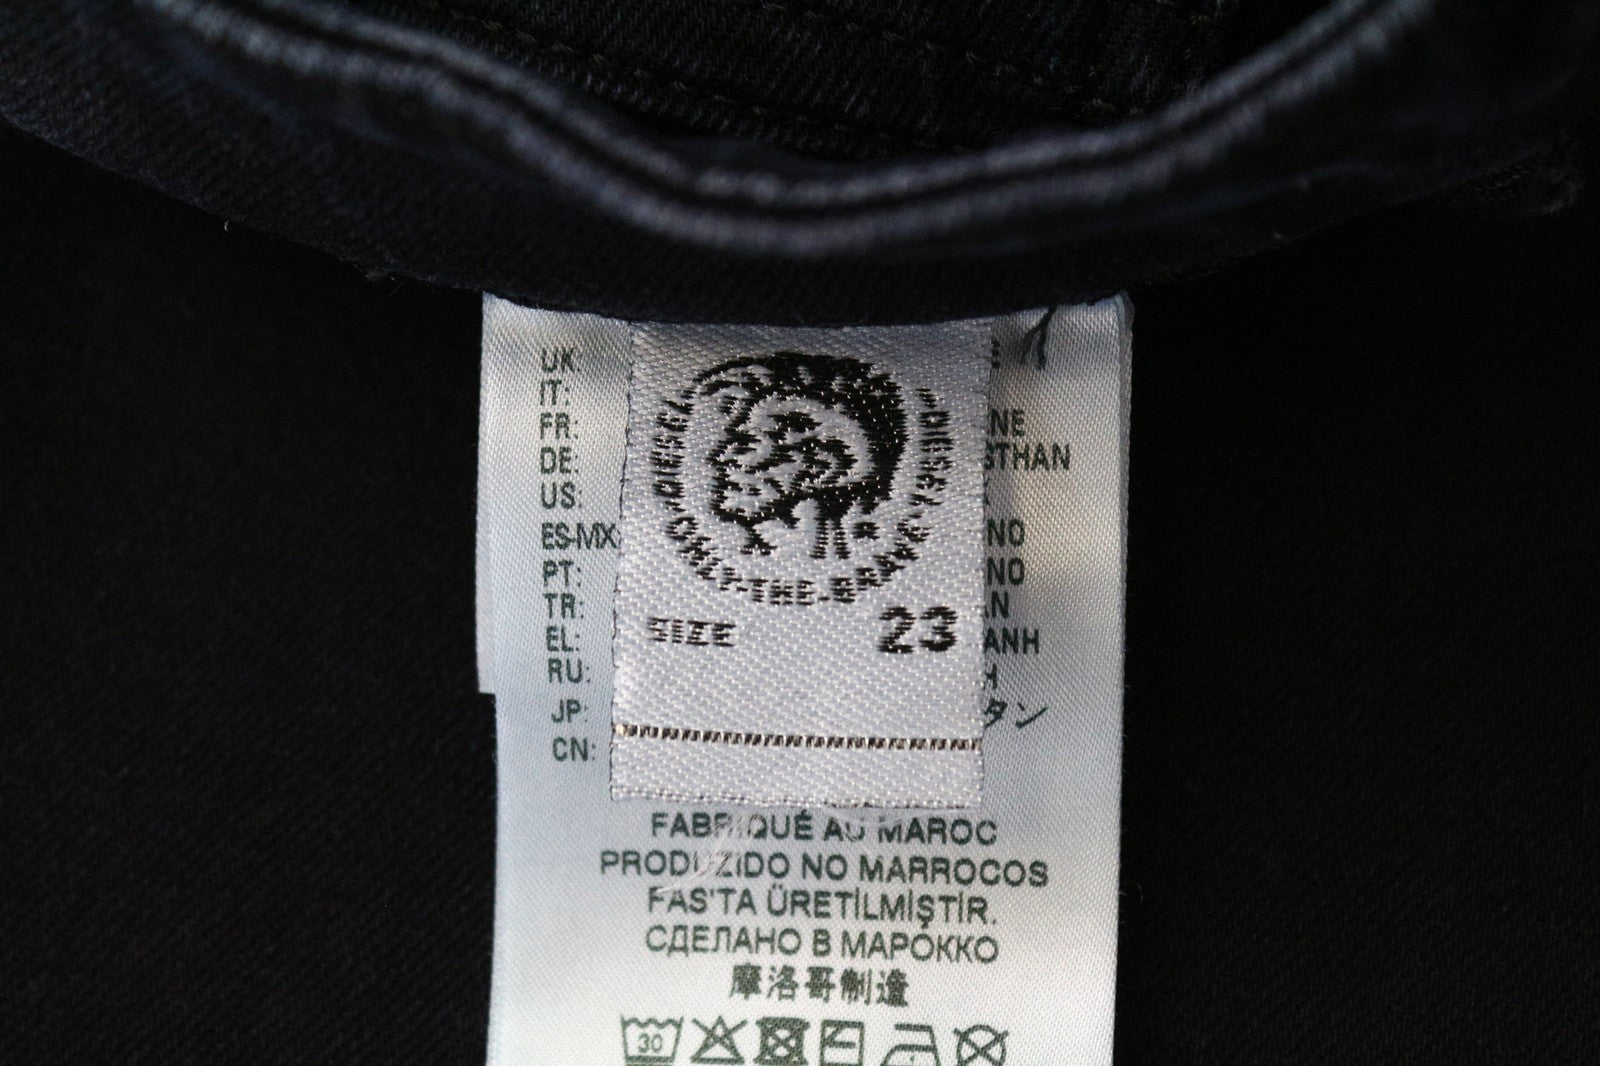 DIESEL
ONLY-THE-BRAVE
SIZE 23
UK:
IT:
FR: NE
DE: STHAN
US:
ES-MX: NO
PT: NO
TR: AN
EL: ANH
RU: H
JP: タン
CN:
FABRIQUÉ AU MAROC
PRODUZIDO NO MARROCOS
FAS'TA ÜRETİLMİŞTİR.
СДЕЛАНО В МАРОККО
摩洛哥制造
30